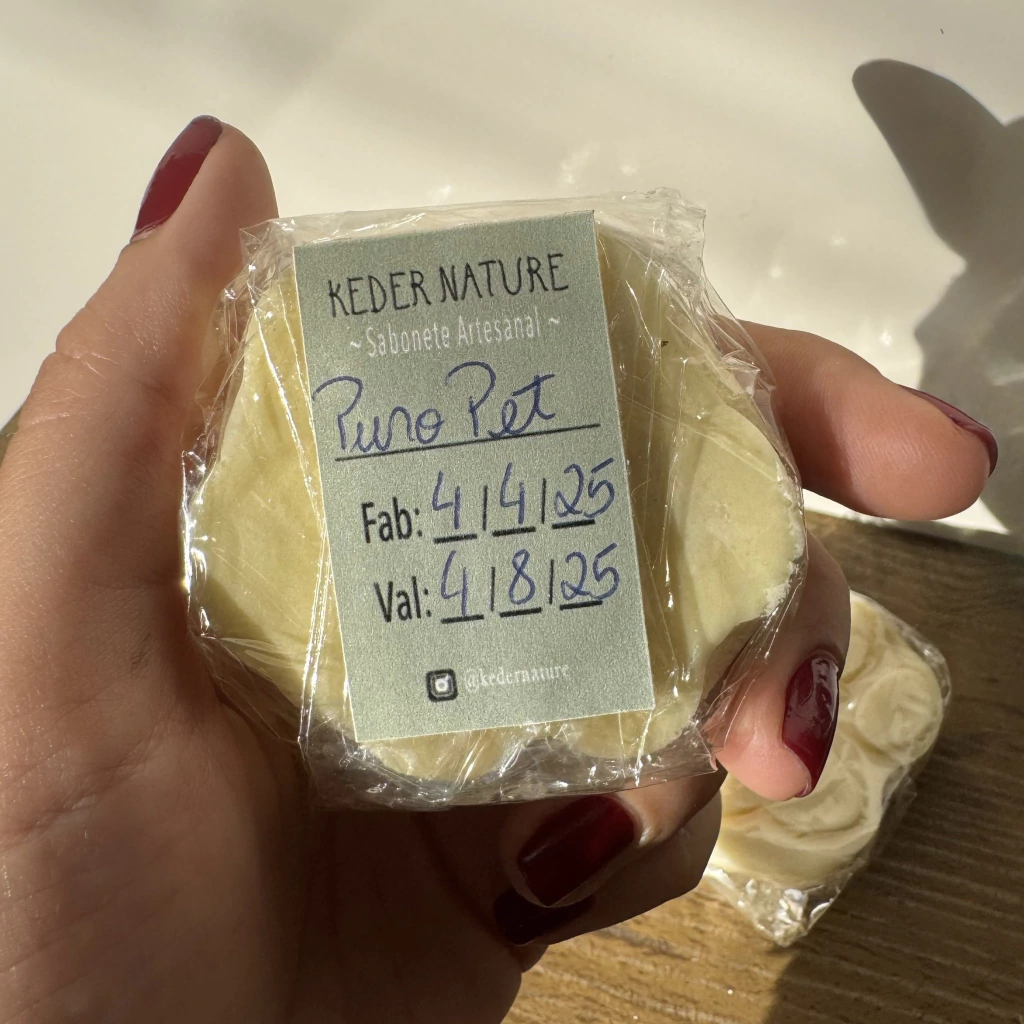 KEDER NATURE
~ Sabonete Artesanal ~
Puro Pet
Fab: 4/4/25
Val: 4/8/25
@kedernature